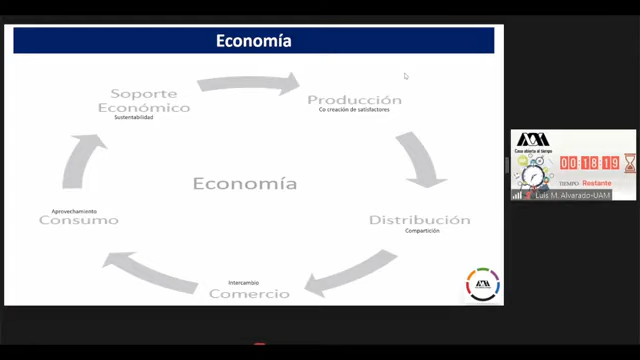 Economía
Soporte
Económico
Sustentabilidad
Producción
Co creación de satisfactores
Economía
Aprovechamiento
Consumo
Distribución
Compartición
Intercambio
Comercio
Casa abierta al tiempo
00:18:19
TIEMPO: Restante
Luis M. Alvarado-UAM